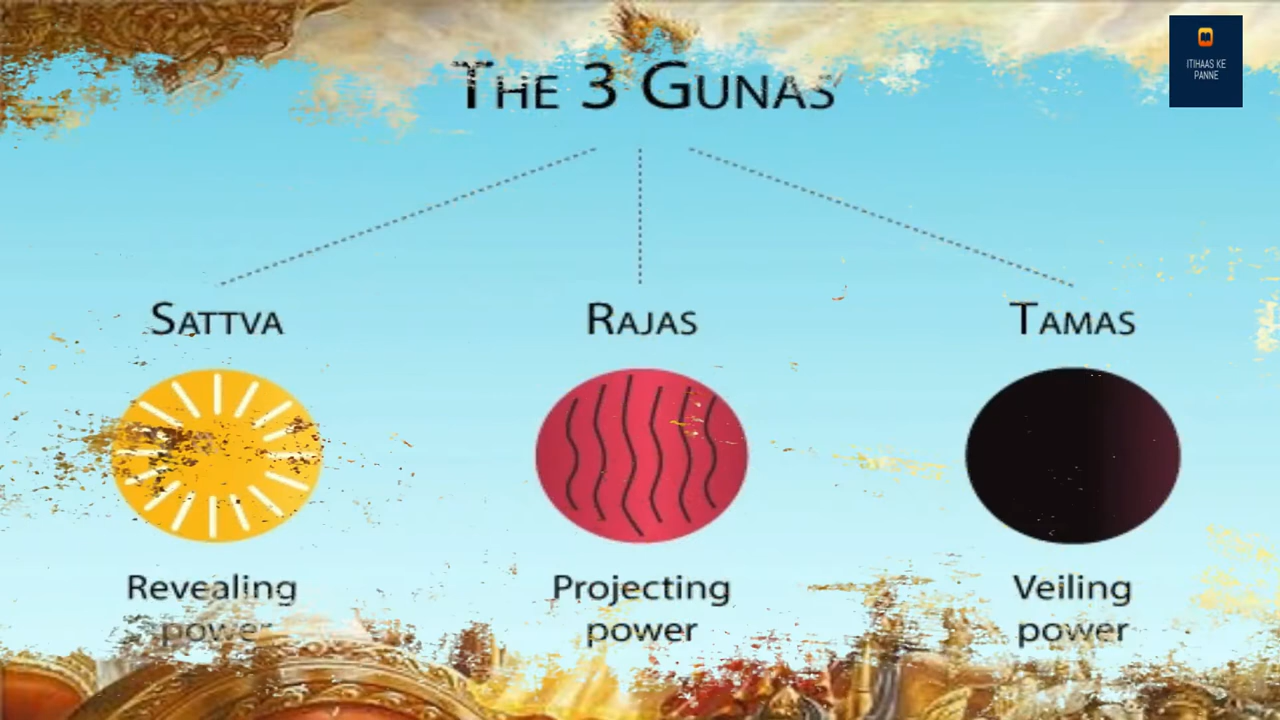 THE 3 GUNAS
ITIHAAS KE
PANNE
SATTVA
RAJAS
TAMAS
Revealing
power
Projecting
power
Veiling
power